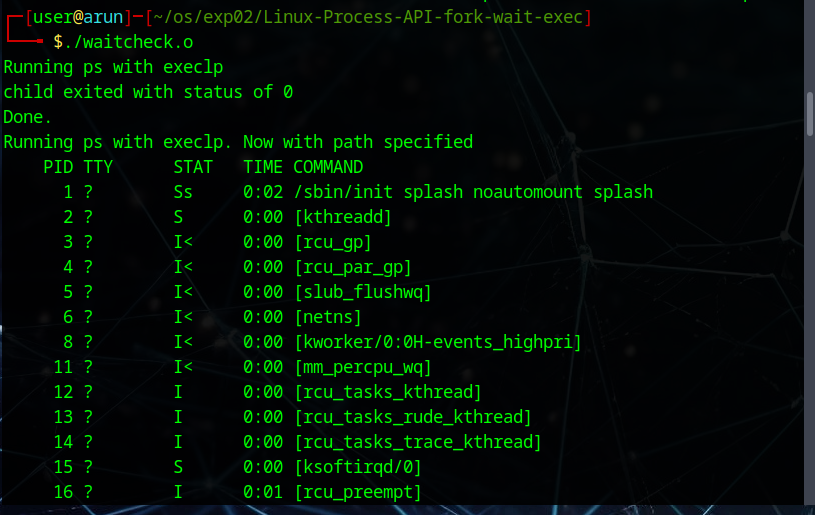 ┌─[user@arun]─[~/os/exp02/Linux-Process-API-fork-wait-exec]
└──╼ $./waitcheck.o
Running ps with execlp
child exited with status of 0
Done.
Running ps with execlp. Now with path specified
    PID TTY      STAT   TIME COMMAND
      1 ?        Ss     0:02 /sbin/init splash noautomount splash
      2 ?        S      0:00 [kthreadd]
      3 ?        I<     0:00 [rcu_gp]
      4 ?        I<     0:00 [rcu_par_gp]
      5 ?        I<     0:00 [slub_flushwq]
      6 ?        I<     0:00 [netns]
      8 ?        I<     0:00 [kworker/0:0H-events_highpri]
     11 ?        I<     0:00 [mm_percpu_wq]
     12 ?        I      0:00 [rcu_tasks_kthread]
     13 ?        I      0:00 [rcu_tasks_rude_kthread]
     14 ?        I      0:00 [rcu_tasks_trace_kthread]
     15 ?        S      0:00 [ksoftirqd/0]
     16 ?        I      0:01 [rcu_preempt]